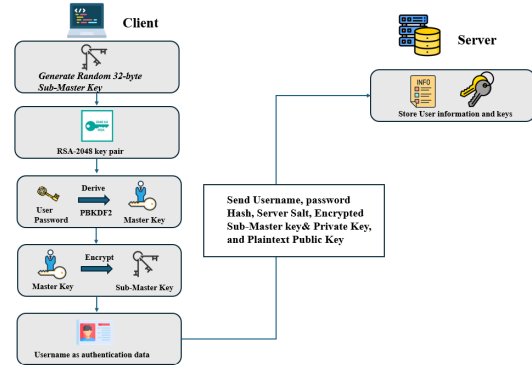 Client
Server
Generate Random 32-byte
Sub-Master Key
RSA-2048 key pair
Derive
PBKDF2
User
Password
Master Key
Encrypt
Master Key
Sub-Master Key
Username as authentication data
Send Username, password
Hash, Server Salt, Encrypted
Sub-Master key& Private Key,
and Plaintext Public Key
INFO
Store User information and keys